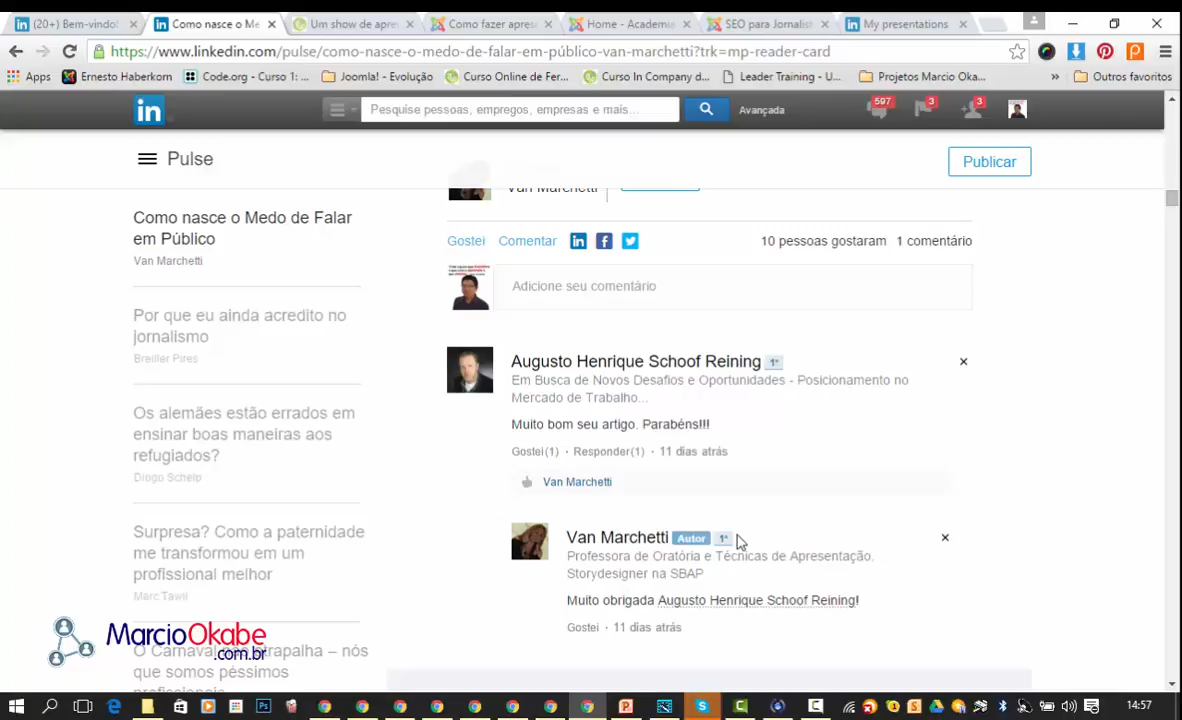 (20+) Bem-vindo!
Como nasce o Me
Um show de apre
Como fazer apres
Home - Academia
SEO para Jornalis
My presentations
https://www.linkedin.com/pulse/como-nasce-o-medo-de-falar-em-público-van-marchetti?trk=mp-reader-card
Apps
Ernesto Haberkorn
Code.org - Curso 1: ...
Joomla! - Evolução
Curso Online de Fer...
Curso In Company d...
Leader Training - U...
Projetos Marcio Oka...
»
Outros favoritos
in
Pesquise pessoas, empregos, empresas e mais...
Avançada
597
3
3
Pulse
Publicar
Van Marchetti
Como nasce o Medo de Falar
em Público
Van Marchetti
Por que eu ainda acredito no
jornalismo
Breiller Pires
Os alemães estão errados em
ensinar boas maneiras aos
refugiados?
Diogo Schelp
Surpresa? Como a paternidade
me transformou em um
profissional melhor
Marc Tawil
O Carnaval não atrapalha – nós
que somos péssimos
profissionais
Gostei Comentar
10 pessoas gostaram 1 comentário
Adicione seu comentário
Augusto Henrique Schoof Reining 1º
Em Busca de Novos Desafios e Oportunidades - Posicionamento no
Mercado de Trabalho...
Muito bom seu artigo. Parabéns!!!
Gostei(1) · Responder(1) · 11 dias atrás
Van Marchetti
Van Marchetti Autor 1º
Professora de Oratória e Técnicas de Apresentação.
Storydesigner na SBAP
Muito obrigada Augusto Henrique Schoof Reining!
Gostei · 11 dias atrás
MarcioOkabe
.com.br
14:57